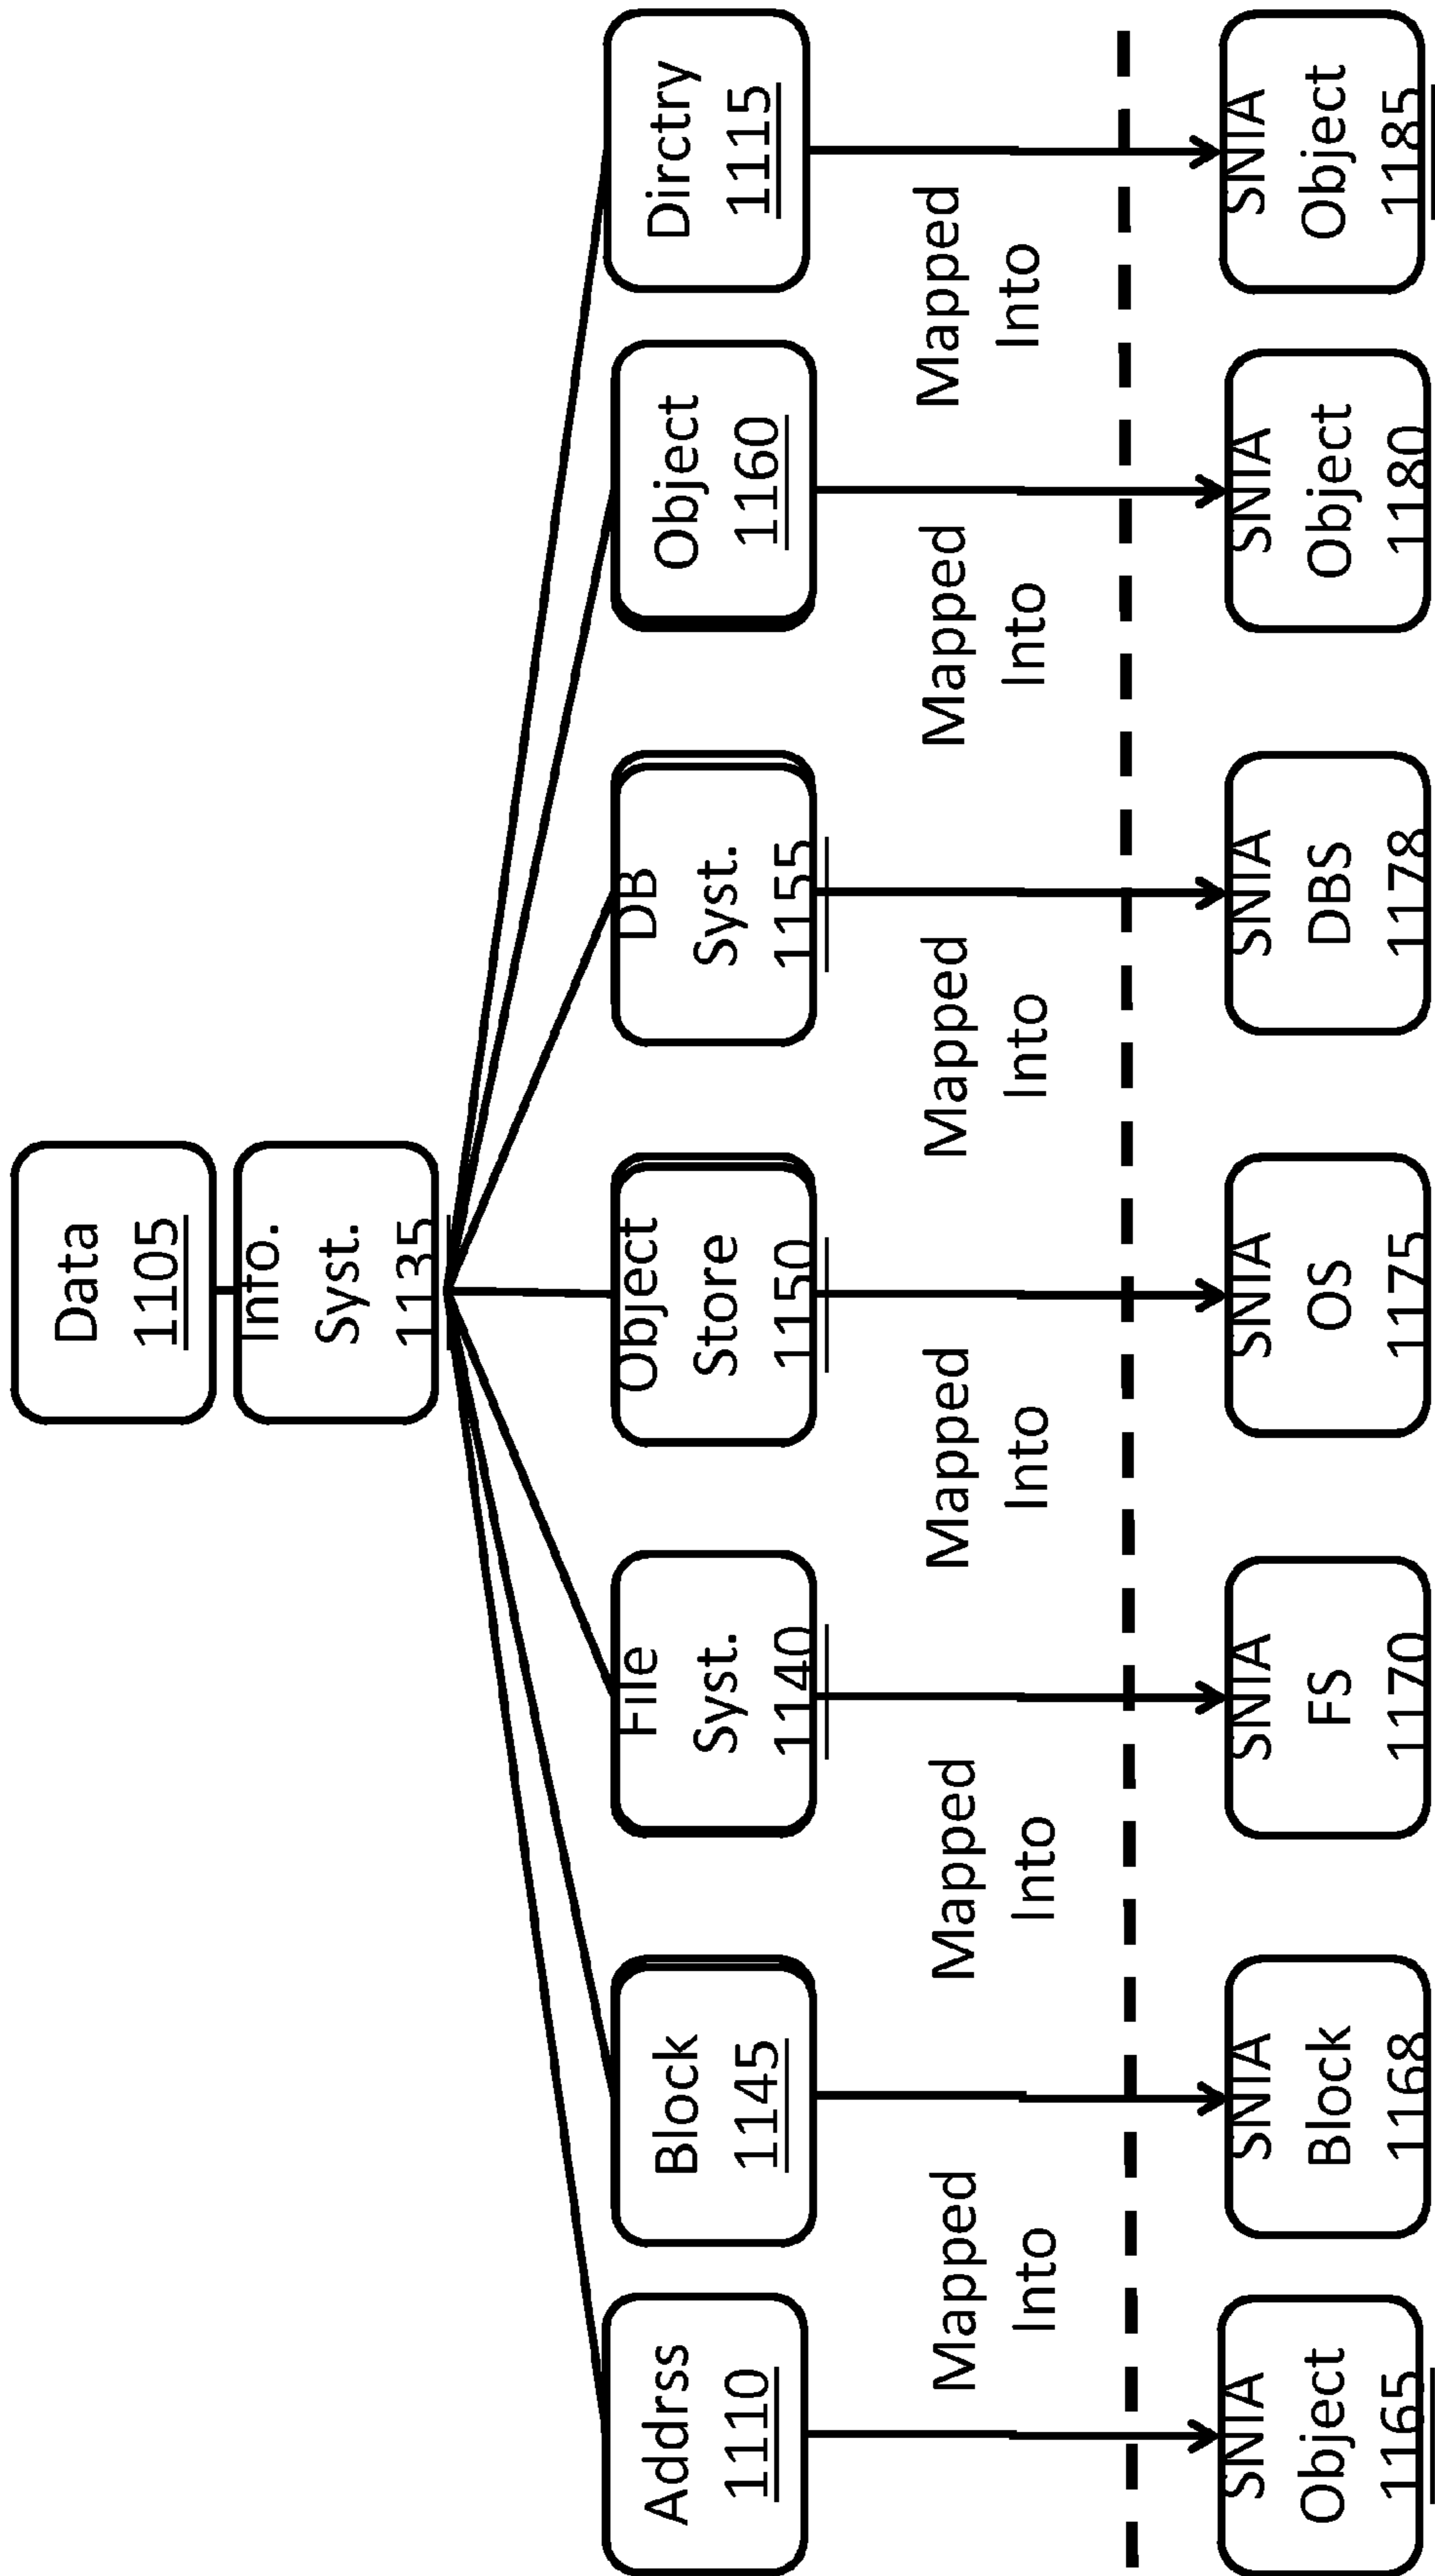 Data
1105
Info.
Syst.
1135
Addrss
1110
Block
1145
File
Syst.
1140
Object
Store
1150
DB
Syst.
1155
Object
1160
Dirctry
1115
Mapped
Into
Mapped
Into
Mapped
Into
Mapped
Into
Mapped
Into
Mapped
Into
SNIA
Object
1165
SNIA
Block
1168
SNIA
FS
1170
SNIA
OS
1175
SNIA
DBS
1178
SNIA
Object
1180
SNIA
Object
1185